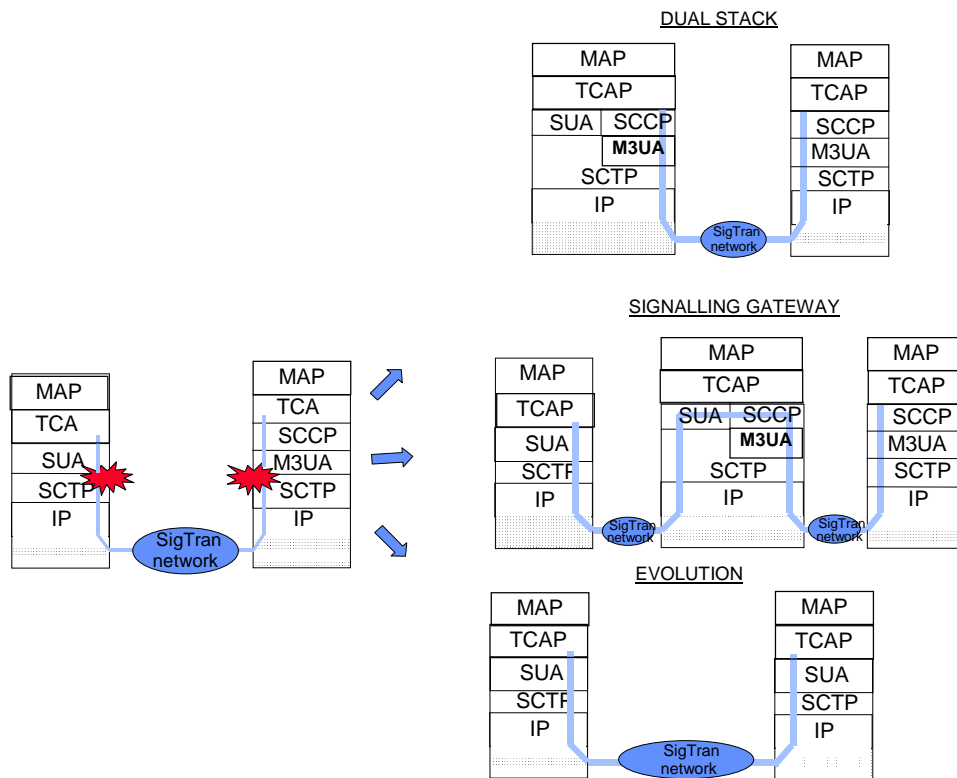 DUAL STACK
MAP
TCAP
SUA
SCCP
M3UA
SCTP
IP
MAP
TCAP
SCCP
M3UA
SCTP
IP
SigTran
network
SIGNALLING GATEWAY
MAP
TCA
SUA
SCTP
IP
MAP
TCA
SCCP
M3UA
SCTP
IP
SigTran
network
MAP
TCAP
SUA
SCTP
IP
SigTran
network
MAP
TCAP
SUA
SCCP
M3UA
SCTP
IP
SigTran
network
MAP
TCAP
SCCP
M3UA
SCTP
IP
EVOLUTION
MAP
TCAP
SUA
SCTP
IP
SigTran
network
MAP
TCAP
SUA
SCTP
IP